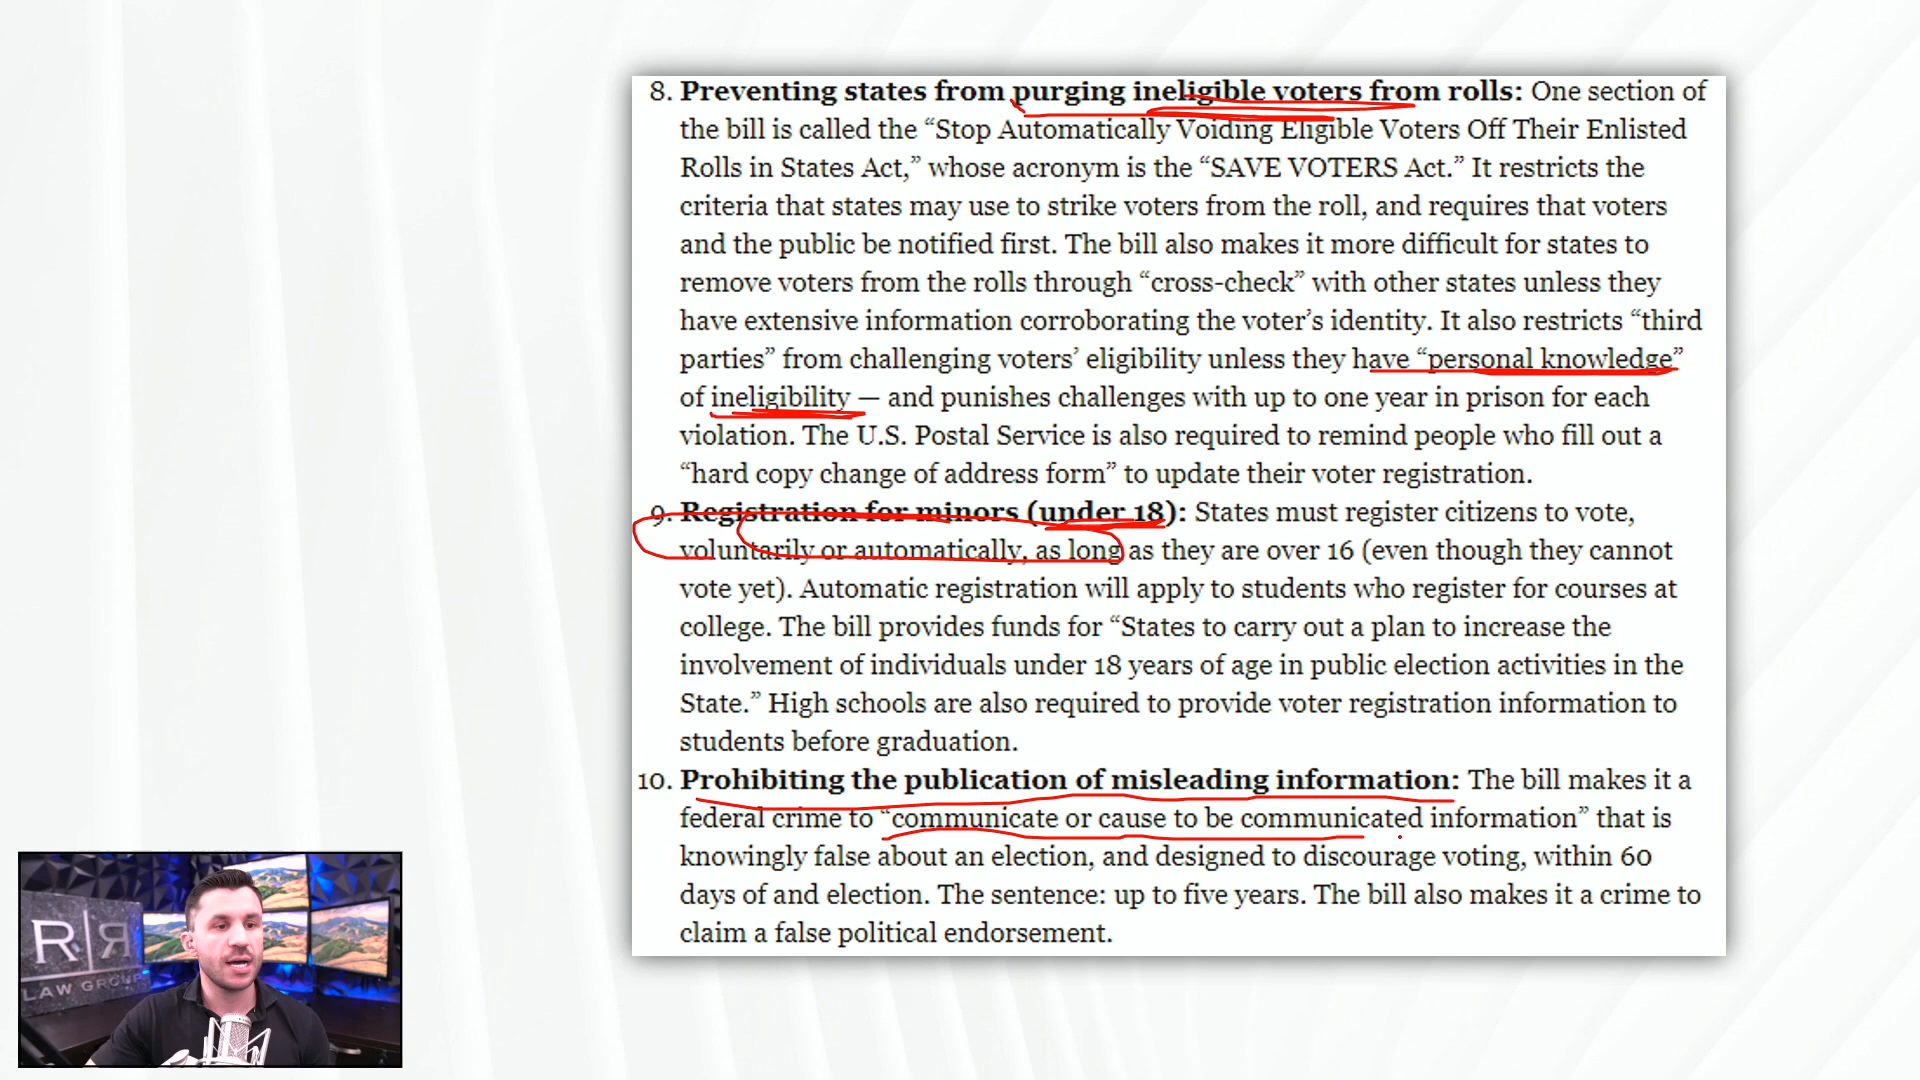 8. Preventing states from purging ineligible voters from rolls: One section of
the bill is called the “Stop Automatically Voiding Eligible Voters Off Their Enlisted
Rolls in States Act,” whose acronym is the “SAVE VOTERS Act.” It restricts the
criteria that states may use to strike voters from the roll, and requires that voters
and the public be notified first. The bill also makes it more difficult for states to
remove voters from the rolls through “cross-check” with other states unless they
have extensive information corroborating the voter’s identity. It also restricts “third
parties” from challenging voters’ eligibility unless they have “personal knowledge”
of ineligibility — and punishes challenges with up to one year in prison for each
violation. The U.S. Postal Service is also required to remind people who fill out a
“hard copy change of address form” to update their voter registration.
9. Registration for minors (under 18): States must register citizens to vote,
voluntarily or automatically, as long as they are over 16 (even though they cannot
vote yet). Automatic registration will apply to students who register for courses at
college. The bill provides funds for “States to carry out a plan to increase the
involvement of individuals under 18 years of age in public election activities in the
State.” High schools are also required to provide voter registration information to
students before graduation.
10. Prohibiting the publication of misleading information: The bill makes it a
federal crime to “communicate or cause to be communicated information” that is
knowingly false about an election, and designed to discourage voting, within 60
days of and election. The sentence: up to five years. The bill also makes it a crime to
claim a false political endorsement.
R|R
LAW GROUP